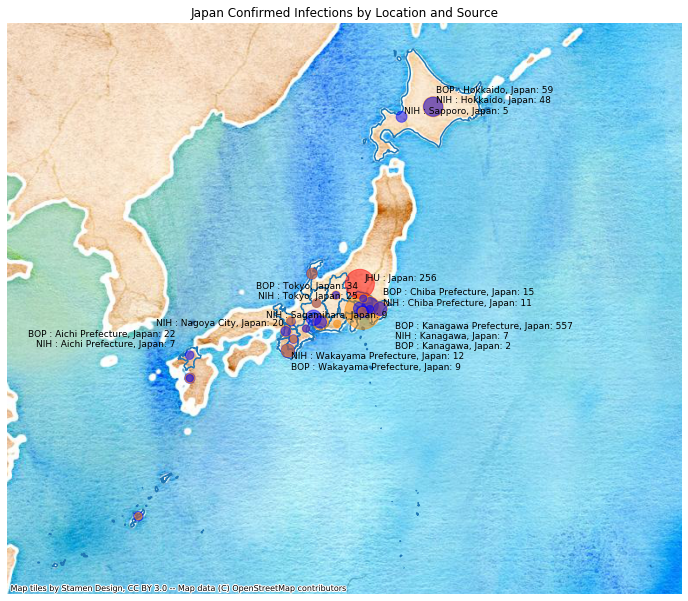 Japan Confirmed Infections by Location and Source
BOP : Hokkaido, Japan: 59
NIH : Hokkaido, Japan: 48
NIH : Sapporo, Japan: 5
JHU : Japan: 256
BOP : Tokyo, Japan: 34
NIH : Tokyo, Japan: 25
BOP : Chiba Prefecture, Japan: 15
NIH : Chiba Prefecture, Japan: 11
NIH : Sagamihara, Japan: 9
NIH : Nagoya City, Japan: 20
BOP : Kanagawa Prefecture, Japan: 557
NIH : Kanagawa, Japan: 7
BOP : Kanagawa, Japan: 2
BOP : Aichi Prefecture, Japan: 22
NIH : Aichi Prefecture, Japan: 7
NIH : Wakayama Prefecture, Japan: 12
BOP : Wakayama Prefecture, Japan: 9
Map tiles by Stamen Design, CC BY 3.0 -- Map data (C) OpenStreetMap contributors